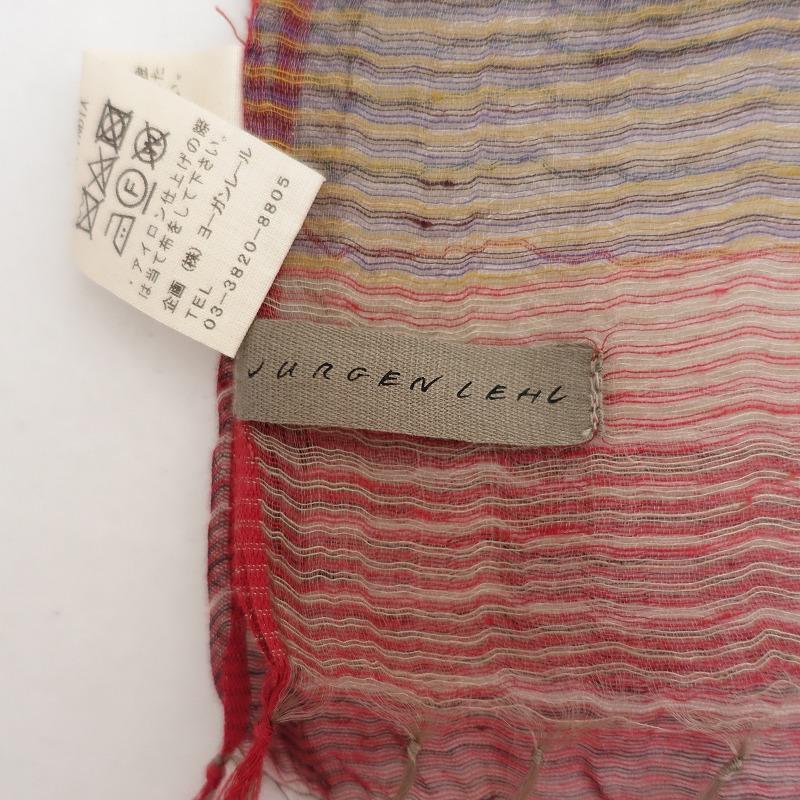 ・アイロン仕上げの際
は当て布をして下さい。
企画 (株) ヨーガンレール
TEL
03-3820-8805
JURGEN LEHL